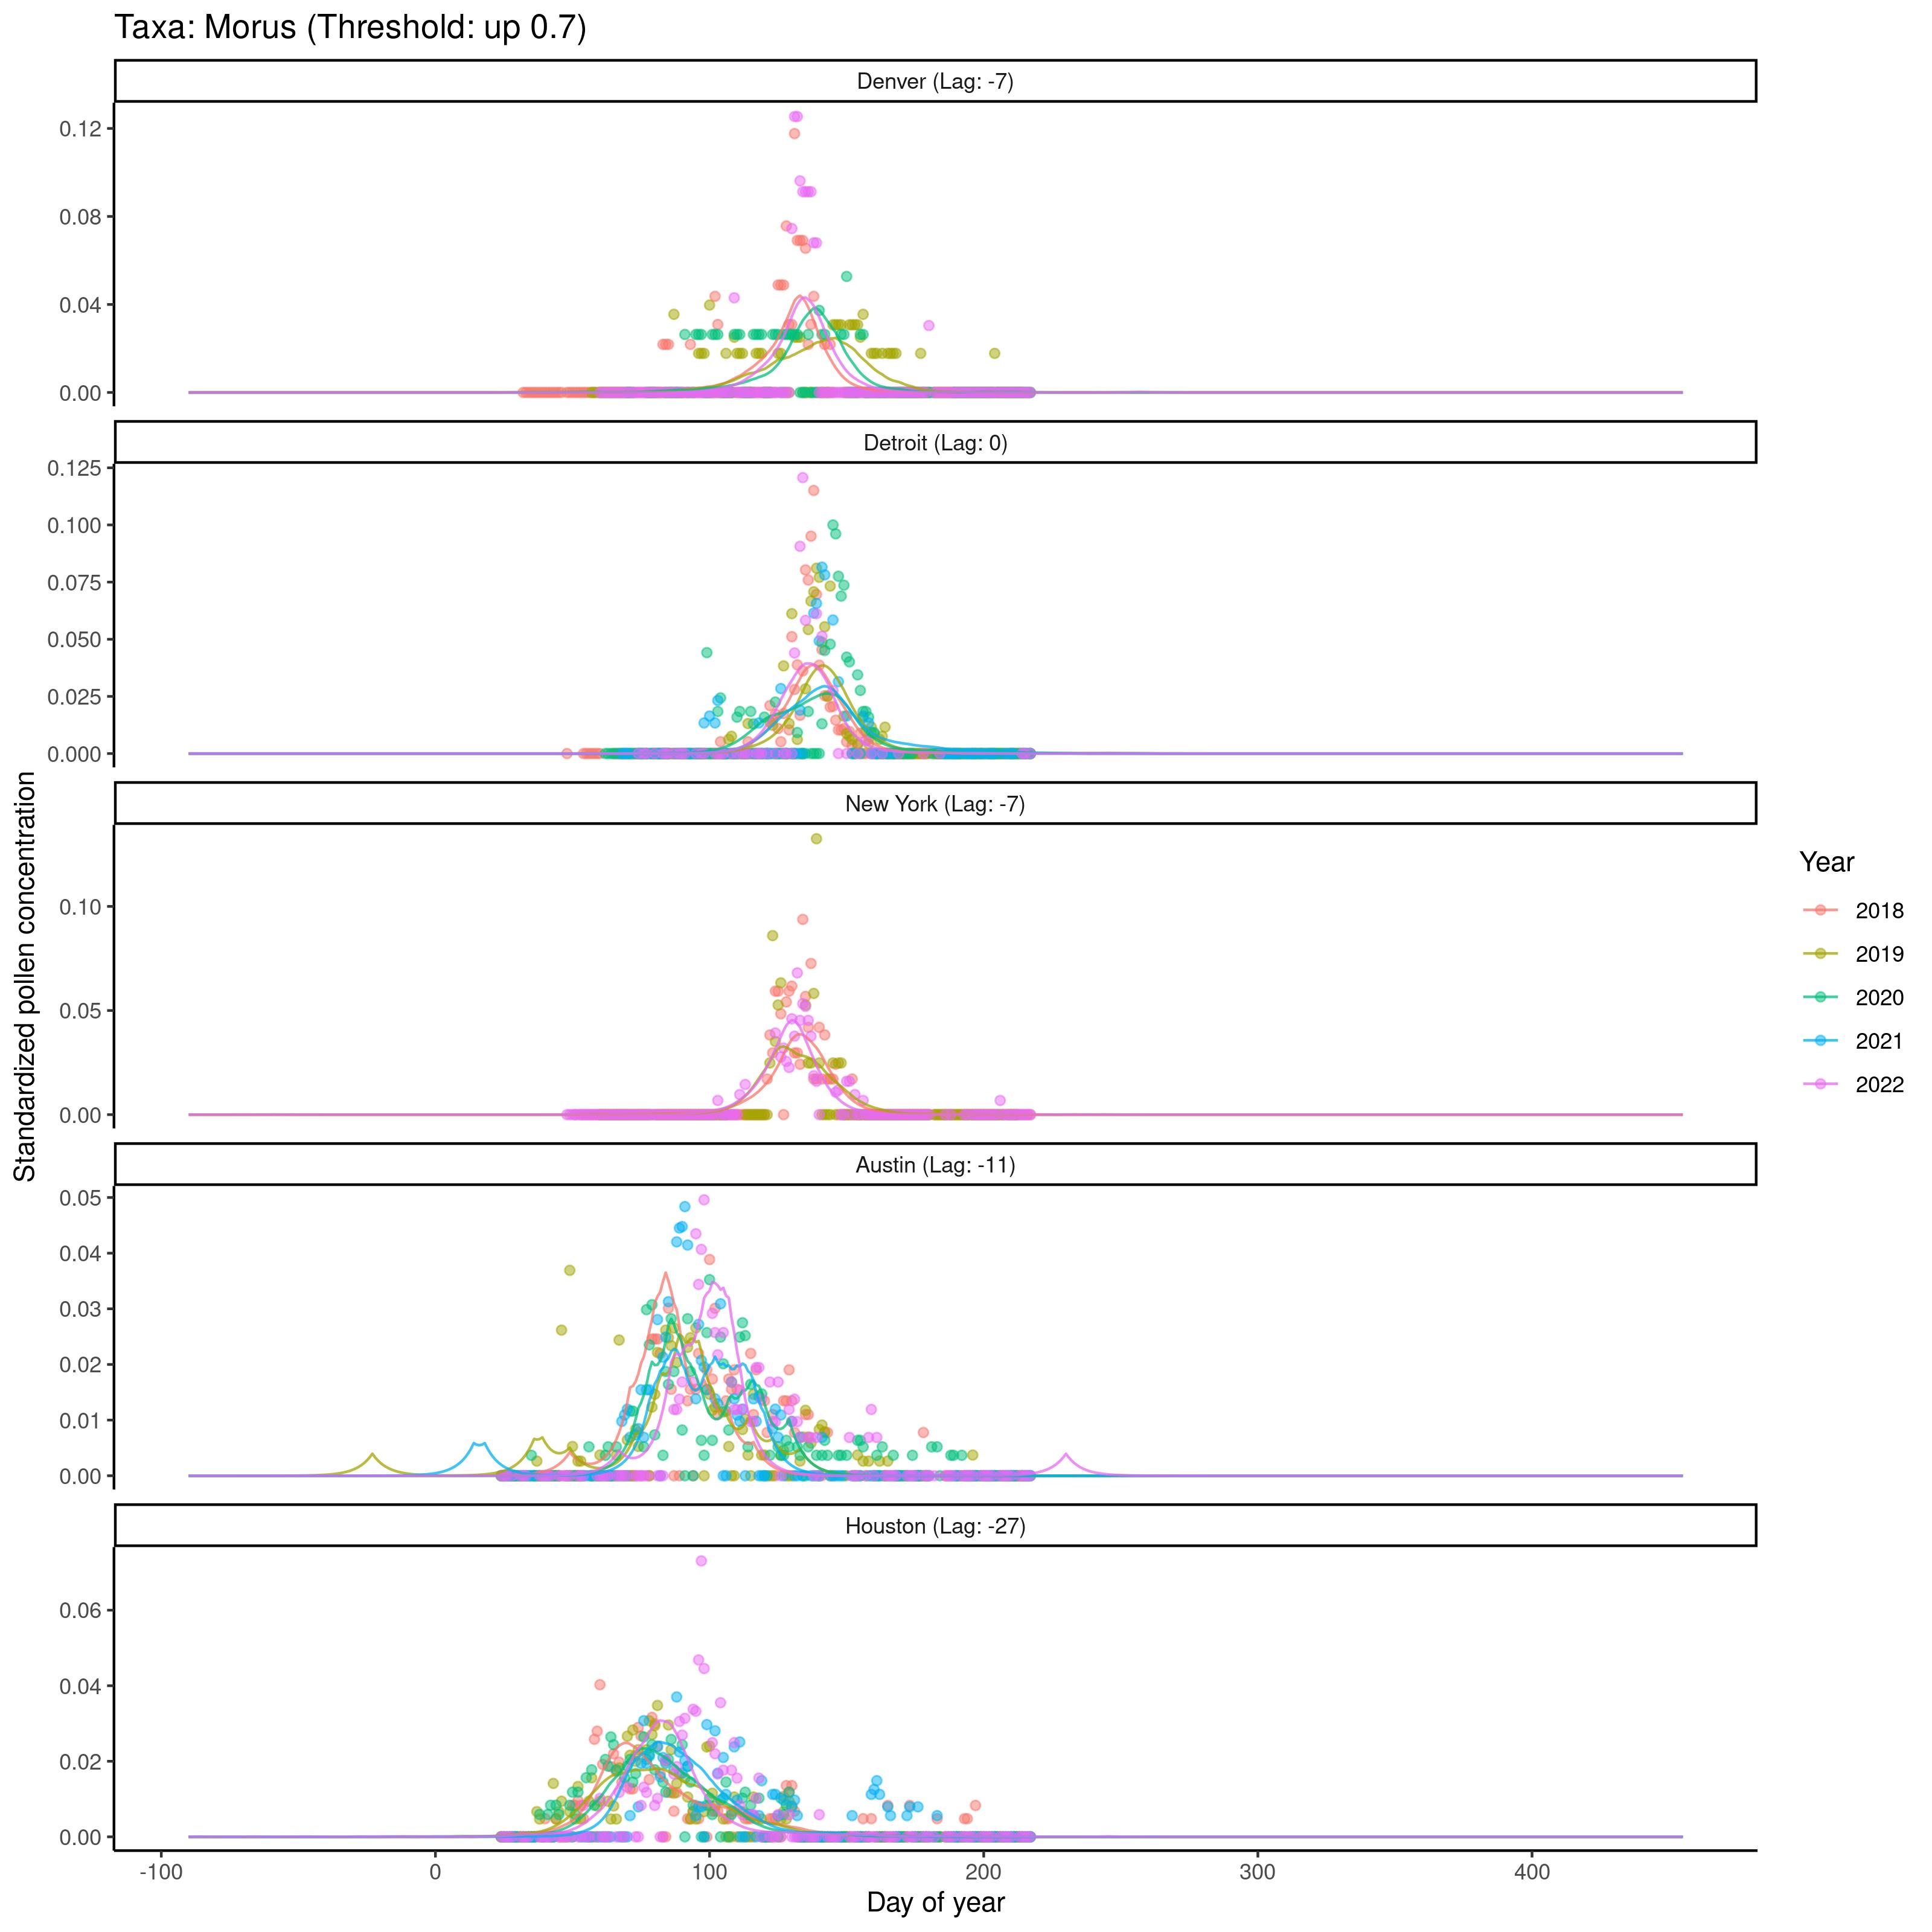 Taxa: Morus (Threshold: up 0.7)
Denver (Lag: -7)
0.12
0.08
0.04
0.00
Detroit (Lag: 0)
0.125
0.100
0.075
0.050
0.025
0.000
New York (Lag: -7)
0.10
0.05
0.00
Austin (Lag: -11)
0.05
0.04
0.03
0.02
0.01
0.00
Houston (Lag: -27)
0.06
0.04
0.02
0.00
-100 0 100 200 300 400
Day of year
Standardized pollen concentration
Year
2018
2019
2020
2021
2022